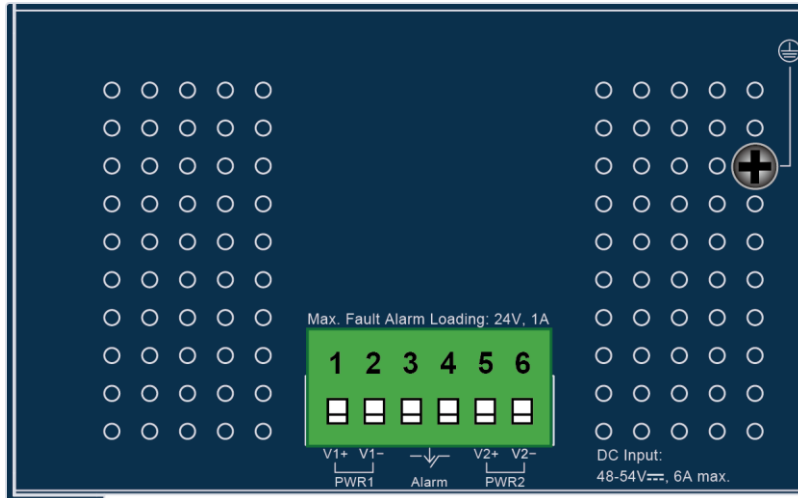 Max. Fault Alarm Loading: 24V, 1A
1 2 3 4 5 6
V1+ V1− V2+ V2−
PWR1 Alarm PWR2
DC Input:
48-54V⎓, 6A max.